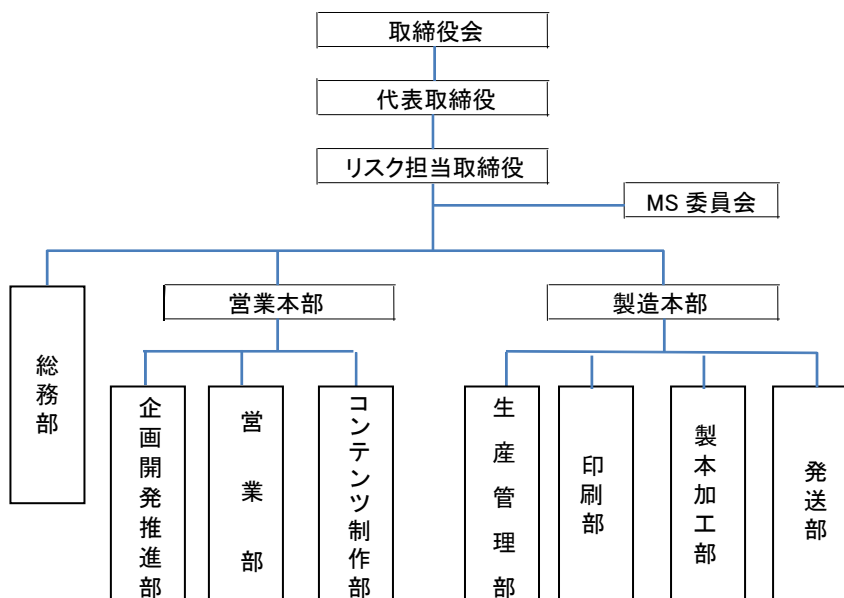 取締役会
代表取締役
リスク担当取締役
MS 委員会
営業本部
製造本部
総務部
企画開発推進部
営業部
コンテンツ制作部
生産管理部
印刷部
製本加工部
発送部